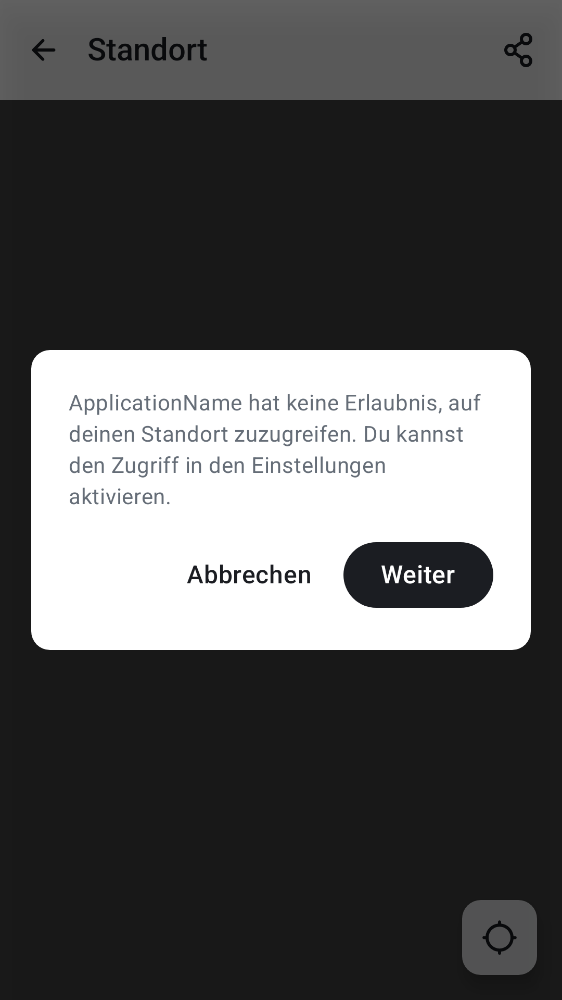 Standort
ApplicationName hat keine Erlaubnis, auf
deinen Standort zuzugreifen. Du kannst
den Zugriff in den Einstellungen
aktivieren.
Abbrechen
Weiter